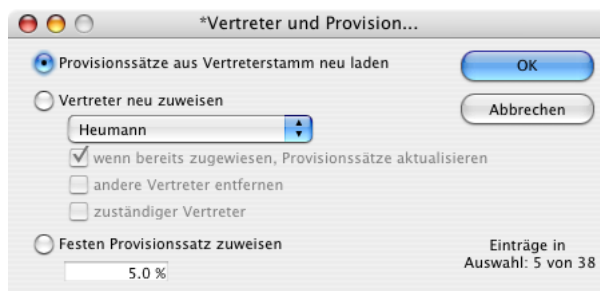 *Vertreter und Provision...
Provisionssätze aus Vertreterstamm neu laden
OK
Vertreter neu zuweisen
Abbrechen
Heumann
wenn bereits zugewiesen, Provisionssätze aktualisieren
andere Vertreter entfernen
zuständiger Vertreter
Festen Provisionssatz zuweisen
5.0 %
Einträge in
Auswahl: 5 von 38